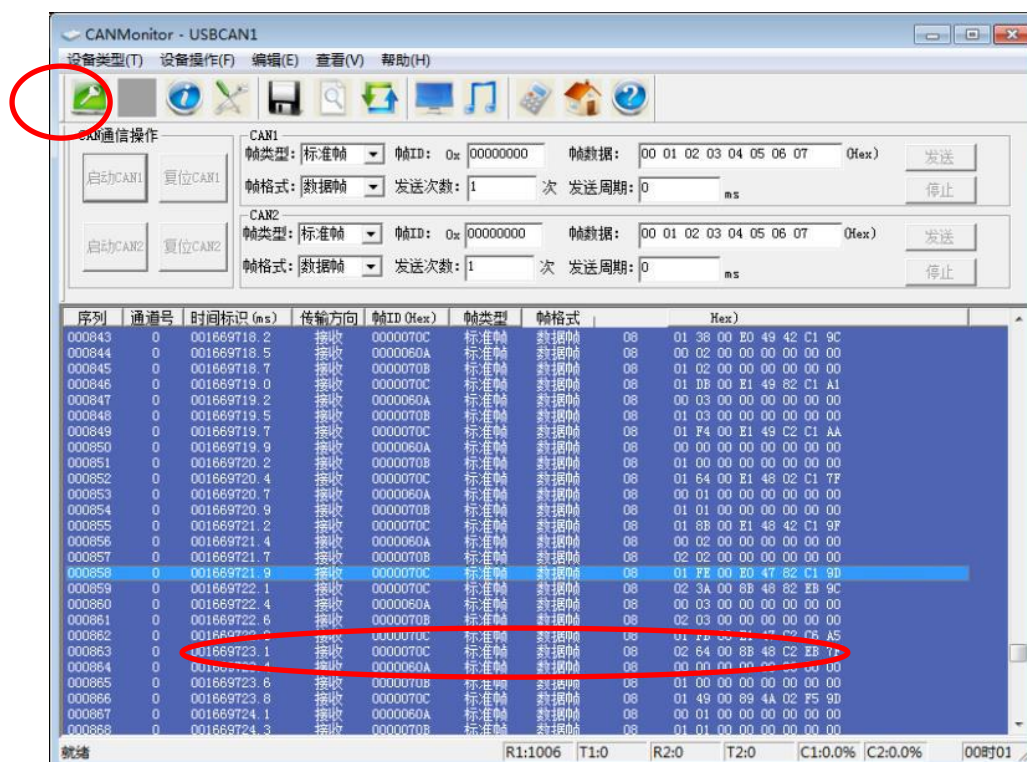 CANMonitor - USBCAN1
设备类型(T) 设备操作(F) 编辑(E) 查看(V) 帮助(H)
CAN通信操作
启动CAN1 复位CAN1
启动CAN2 复位CAN2
CAN1
帧类型: 标准帧 帧ID: 0x 00000000 帧数据: 00 01 02 03 04 05 06 07 (Hex) 发送
帧格式: 数据帧 发送次数: 1 次 发送周期: 0 ms 停止
CAN2
帧类型: 标准帧 帧ID: 0x 00000000 帧数据: 00 01 02 03 04 05 06 07 (Hex) 发送
帧格式: 数据帧 发送次数: 1 次 发送周期: 0 ms 停止
序列 通道号 时间标识(ms) 传输方向 帧ID(Hex) 帧类型 帧格式 Hex)
000843 0 001669718.2 接收 0000070C 标准帧 数据帧 08 01 38 00 E0 49 42 C1 9C
000844 0 001669718.5 接收 0000060A 标准帧 数据帧 08 00 02 00 00 00 00 00 00
000845 0 001669718.7 接收 0000070B 标准帧 数据帧 08 01 02 00 00 00 00 00 00
000846 0 001669719.0 接收 0000070C 标准帧 数据帧 08 01 DB 00 E1 49 82 C1 A1
000847 0 001669719.2 接收 0000060A 标准帧 数据帧 08 00 03 00 00 00 00 00 00
000848 0 001669719.5 接收 0000070B 标准帧 数据帧 08 01 03 00 00 00 00 00 00
000849 0 001669719.7 接收 0000070C 标准帧 数据帧 08 01 F4 00 E1 49 C2 C1 AA
000850 0 001669719.9 接收 0000060A 标准帧 数据帧 08 00 00 00 00 00 00 00 00
000851 0 001669720.2 接收 0000070B 标准帧 数据帧 08 01 00 00 00 00 00 00 00
000852 0 001669720.4 接收 0000070C 标准帧 数据帧 08 01 64 00 E1 48 02 C1 7F
000853 0 001669720.7 接收 0000060A 标准帧 数据帧 08 00 01 00 00 00 00 00 00
000854 0 001669720.9 接收 0000070B 标准帧 数据帧 08 01 01 00 00 00 00 00 00
000855 0 001669721.2 接收 0000070C 标准帧 数据帧 08 01 8B 00 E1 48 42 C1 9F
000856 0 001669721.4 接收 0000060A 标准帧 数据帧 08 00 02 00 00 00 00 00 00
000857 0 001669721.7 接收 0000070B 标准帧 数据帧 08 02 02 00 00 00 00 00 00
000858 0 001669721.9 接收 0000070C 标准帧 数据帧 08 01 FE 00 E0 47 82 C1 9D
000859 0 001669722.1 接收 0000070C 标准帧 数据帧 08 02 3A 00 8B 48 82 EB 9C
000860 0 001669722.4 接收 0000060A 标准帧 数据帧 08 00 03 00 00 00 00 00 00
000861 0 001669722.6 接收 0000070B 标准帧 数据帧 08 02 03 00 00 00 00 00 00
000862 0 接收 0000070C 标准帧 数据帧 08 01 00 E1 47 C2 C6 A5
000863 0 001669723.1 接收 0000070C 标准帧 数据帧 08 02 64 00 8B 48 C2 EB
000864 0 接收 0000060A 标准帧 数据帧 08 00 00 00 00 00 00 00 00
000865 0 001669723.6 接收 0000070B 标准帧 数据帧 08 01 00 00 00 00 00 00 00
000866 0 001669723.8 接收 0000070C 标准帧 数据帧 08 01 49 00 89 4A 02 F5 9D
000867 0 001669724.1 接收 0000060A 标准帧 数据帧 08 00 01 00 00 00 00 00 00
000868 0 001669724.3 接收 0000070B 标准帧 数据帧 08 01 01 00 00 00 00 00 00
就绪 R1:1006 T1:0 R2:0 T2:0 C1:0.0% C2:0.0% 00时01